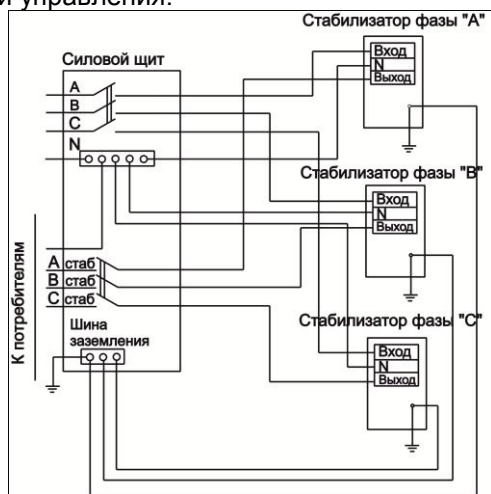 и управления.
Стабилизатор фазы "А"
Силовой щит
Вход
N
Выход
А
В
С
N
Стабилизатор фазы "В"
Вход
N
Выход
К потребителям
А стаб
В стаб
С стаб
Шина
заземления
Стабилизатор фазы "С"
Вход
N
Выход